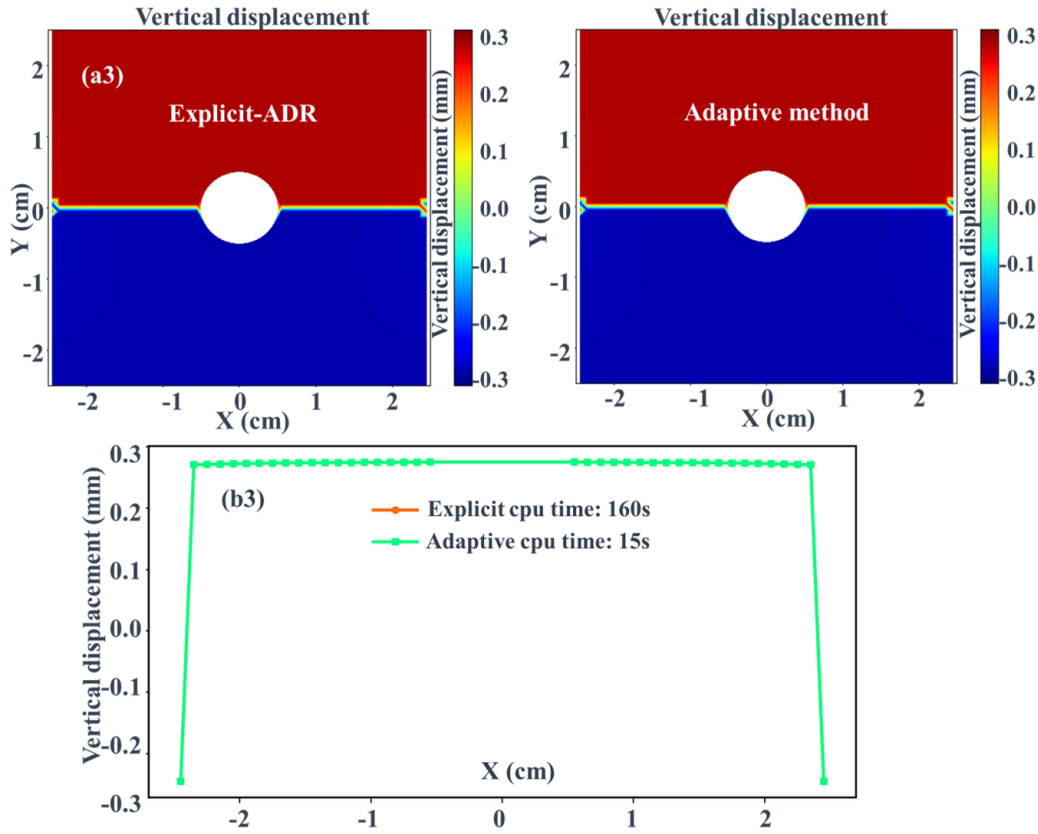 Vertical displacement
(a3)
Explicit-ADR
Y (cm)
2
1
0
-1
-2
-2
-1
0
1
2
X (cm)
Vertical displacement (mm)
0.3
0.2
0.1
0.0
-0.1
-0.2
-0.3
Vertical displacement
Adaptive method
Y (cm)
2
1
0
-1
-2
-2
-1
0
1
2
X (cm)
Vertical displacement (mm)
0.3
0.2
0.1
0.0
-0.1
-0.2
-0.3
Vertical displacement (mm)
0.3
0.2
0.1
0.0
-0.1
-0.2
-0.3
(b3)
Explicit cpu time: 160s
Adaptive cpu time: 15s
X (cm)
-2
-1
0
1
2